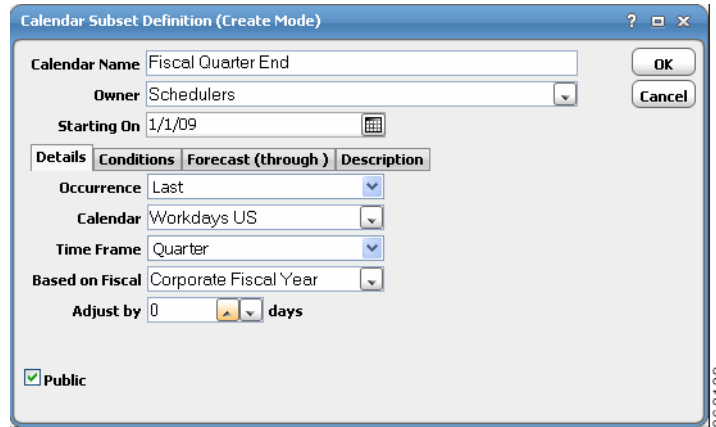 Calendar Subset Definition (Create Mode) ?
Calendar Name Fiscal Quarter End OK
Owner Schedulers Cancel
Starting On 1/1/09
Details Conditions Forecast (through ) Description
Occurrence Last
Calendar Workdays US
Time Frame Quarter
Based on Fiscal Corporate Fiscal Year
Adjust by 0 days
Public